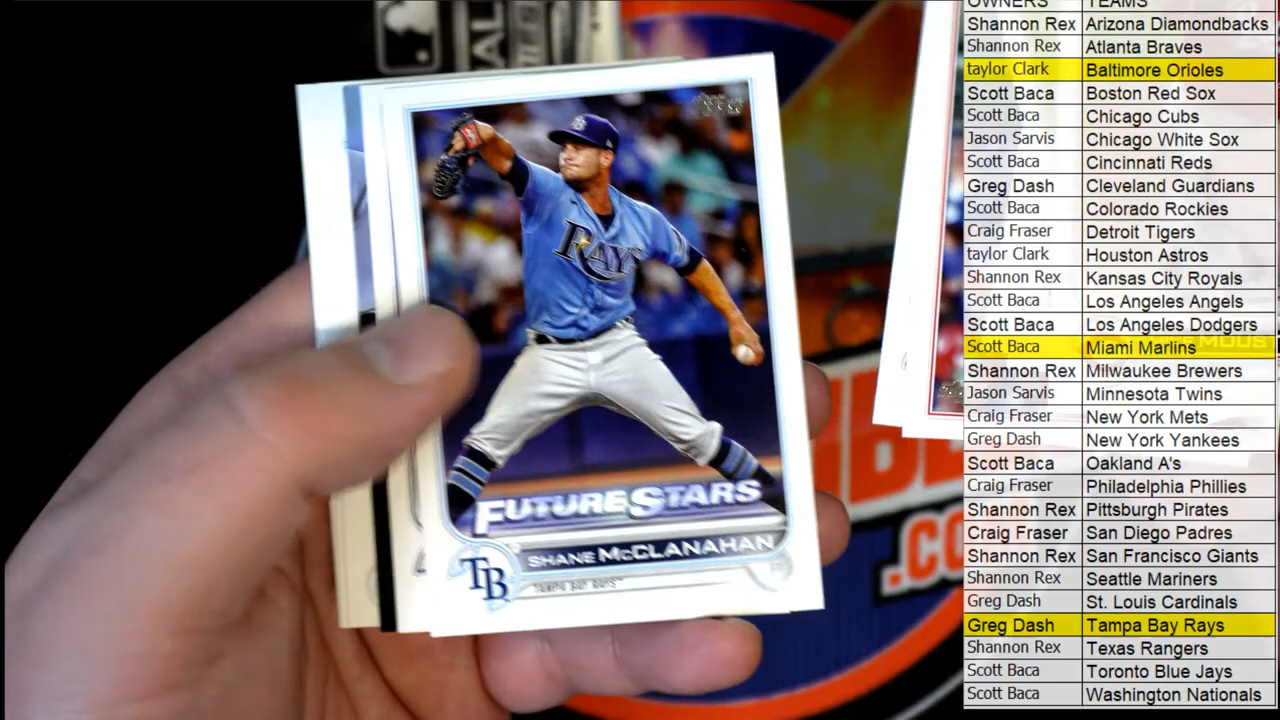 OWNERS TEAMS
Shannon Rex Arizona Diamondbacks
Shannon Rex Atlanta Braves
taylor Clark Baltimore Orioles
Scott Baca Boston Red Sox
Scott Baca Chicago Cubs
Jason Sarvis Chicago White Sox
Scott Baca Cincinnati Reds
Greg Dash Cleveland Guardians
Scott Baca Colorado Rockies
Craig Fraser Detroit Tigers
taylor Clark Houston Astros
Shannon Rex Kansas City Royals
Scott Baca Los Angeles Angels
Scott Baca Los Angeles Dodgers
Scott Baca Miami Marlins
Shannon Rex Milwaukee Brewers
Jason Sarvis Minnesota Twins
Craig Fraser New York Mets
Greg Dash New York Yankees
Scott Baca Oakland A's
Craig Fraser Philadelphia Phillies
Shannon Rex Pittsburgh Pirates
Craig Fraser San Diego Padres
Shannon Rex San Francisco Giants
Shannon Rex Seattle Mariners
Greg Dash St. Louis Cardinals
Greg Dash Tampa Bay Rays
Shannon Rex Texas Rangers
Scott Baca Toronto Blue Jays
Scott Baca Washington Nationals
RAYS
FUTURE STARS
SHANE McCLANAHAN
TB
TAMPA BAY RAYS™
.CO